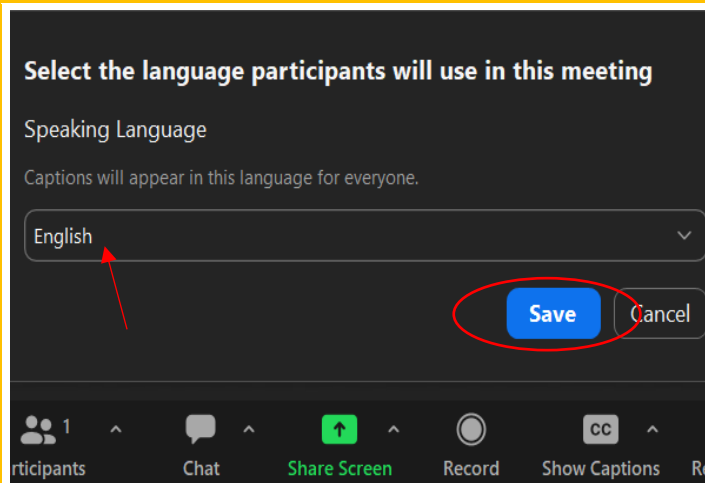 Select the language participants will use in this meeting
Speaking Language
Captions will appear in this language for everyone.
English
Save Cancel
1
CC
rticipants Chat Share Screen Record Show Captions R